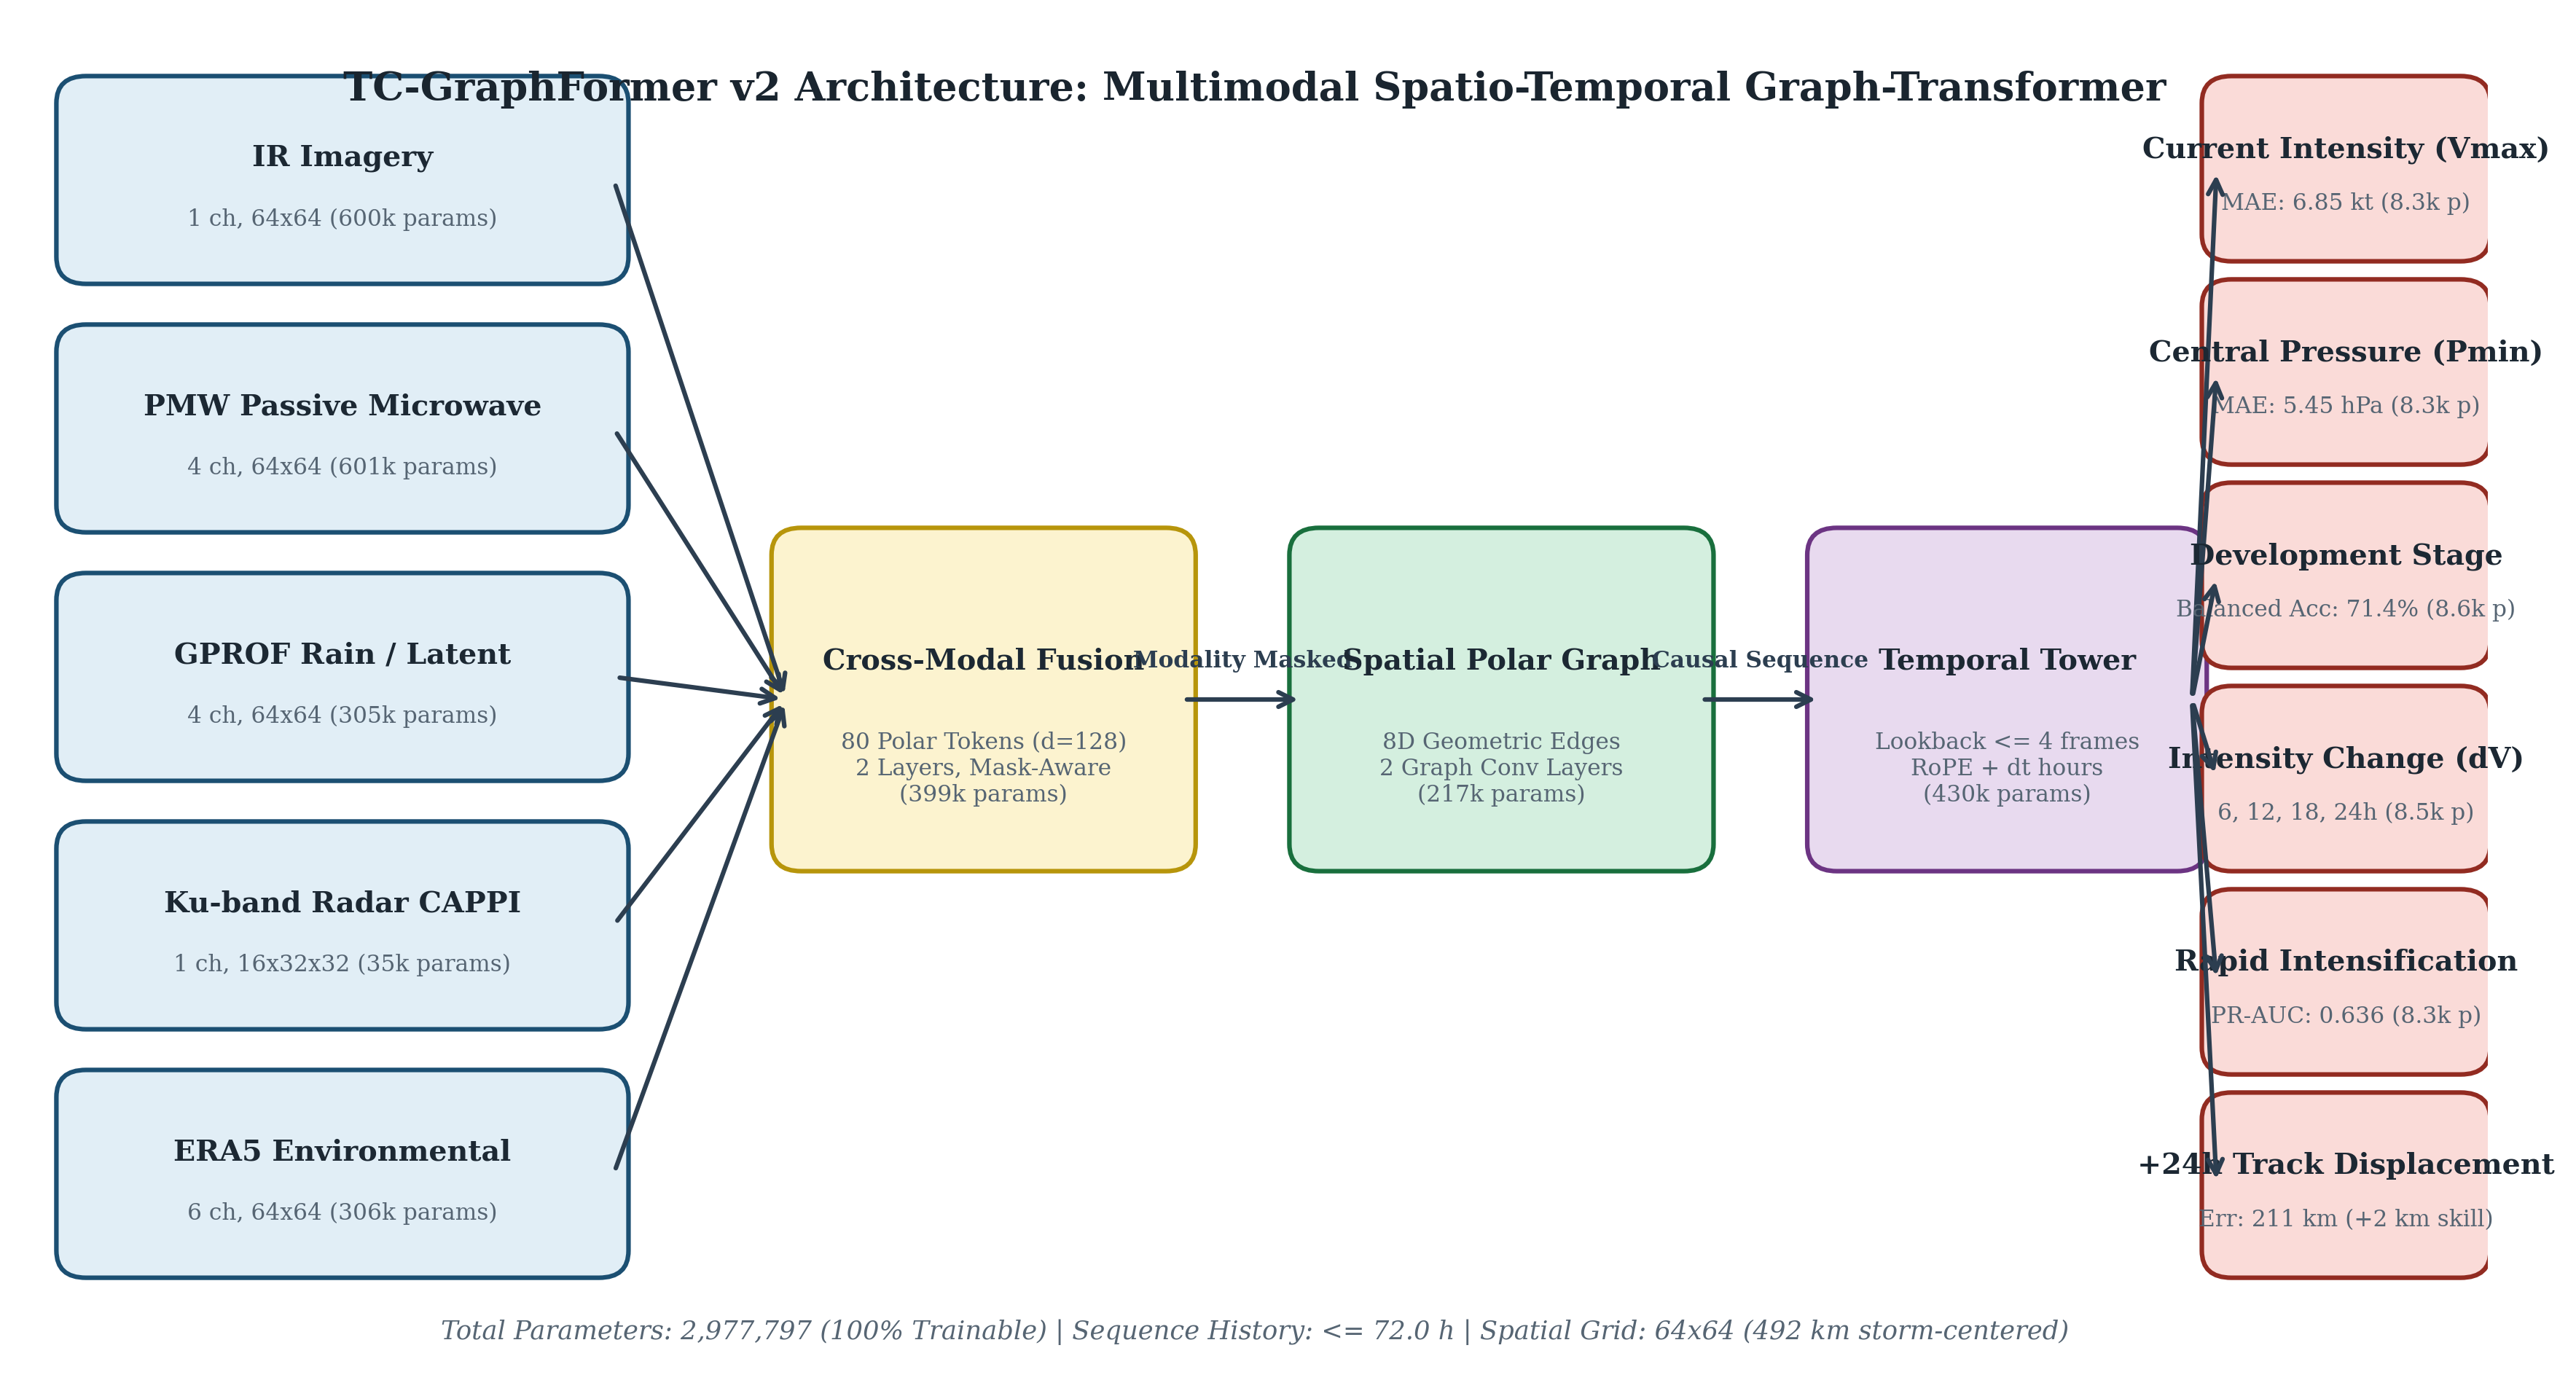 TC-GraphFormer v2 Architecture: Multimodal Spatio-Temporal Graph-Transformer
IR Imagery
1 ch, 64x64 (600k params)
PMW Passive Microwave
4 ch, 64x64 (601k params)
GPROF Rain / Latent
4 ch, 64x64 (305k params)
Ku-band Radar CAPPI
1 ch, 16x32x32 (35k params)
ERA5 Environmental
6 ch, 64x64 (306k params)
Cross-Modal Fusion
80 Polar Tokens (d=128)
2 Layers, Mask-Aware
(399k params)
Modality Masked
Spatial Polar Graph
8D Geometric Edges
2 Graph Conv Layers
(217k params)
Causal Sequence
Temporal Tower
Lookback <= 4 frames
RoPE + dt hours
(430k params)
Current Intensity (Vmax)
MAE: 6.85 kt (8.3k p)
Central Pressure (Pmin)
MAE: 5.45 hPa (8.3k p)
Development Stage
Balanced Acc: 71.4% (8.6k p)
Intensity Change (dV)
6, 12, 18, 24h (8.5k p)
Rapid Intensification
PR-AUC: 0.636 (8.3k p)
+24h Track Displacement
Err: 211 km (+2 km skill)
Total Parameters: 2,977,797 (100% Trainable) | Sequence History: <= 72.0 h | Spatial Grid: 64x64 (492 km storm-centered)